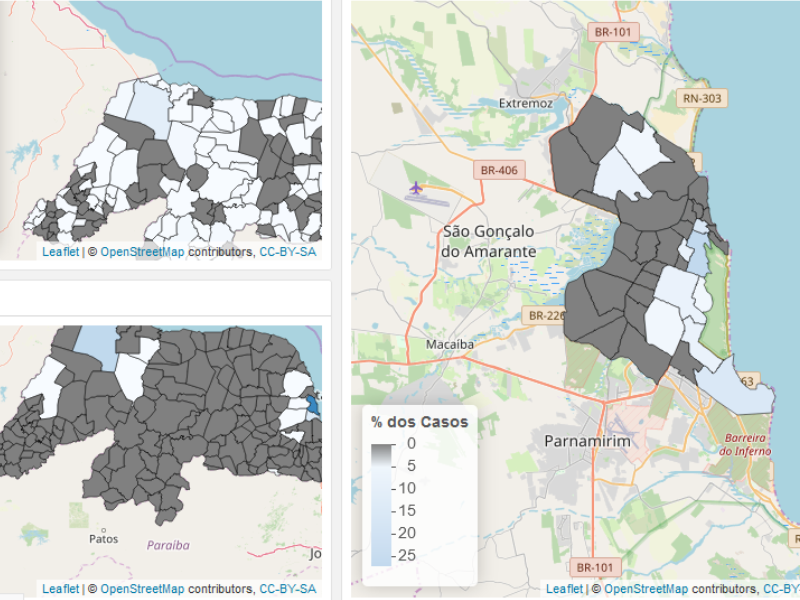 Leaflet | © OpenStreetMap contributors, CC-BY-SA
Patos
Paraíba
Leaflet | © OpenStreetMap contributors, CC-BY-SA
BR-101
Extremoz
RN-303
BR-406
São Gonçalo
do Amarante
BR-226
Macaíba
63
% dos Casos
0
5
10
15
20
25
Parnamirim
Barreira
do Inferno
BR-101
Leaflet | © OpenStreetMap contributors, CC-BY